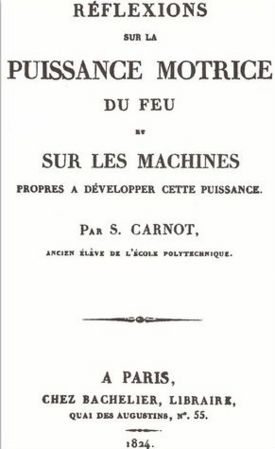 RÉFLEXIONS
SUR LA
PUISSANCE MOTRICE
DU FEU
ET
SUR LES MACHINES
PROPRES A DÉVELOPPER CETTE PUISSANCE.
PAR S. CARNOT,
ANCIEN ÉLÈVE DE L'ÉCOLE POLYTECHNIQUE.
A PARIS,
CHEZ BACHELIER, LIBRAIRE,
QUAI DES AUGUSTINS, Nº. 55.
1824.